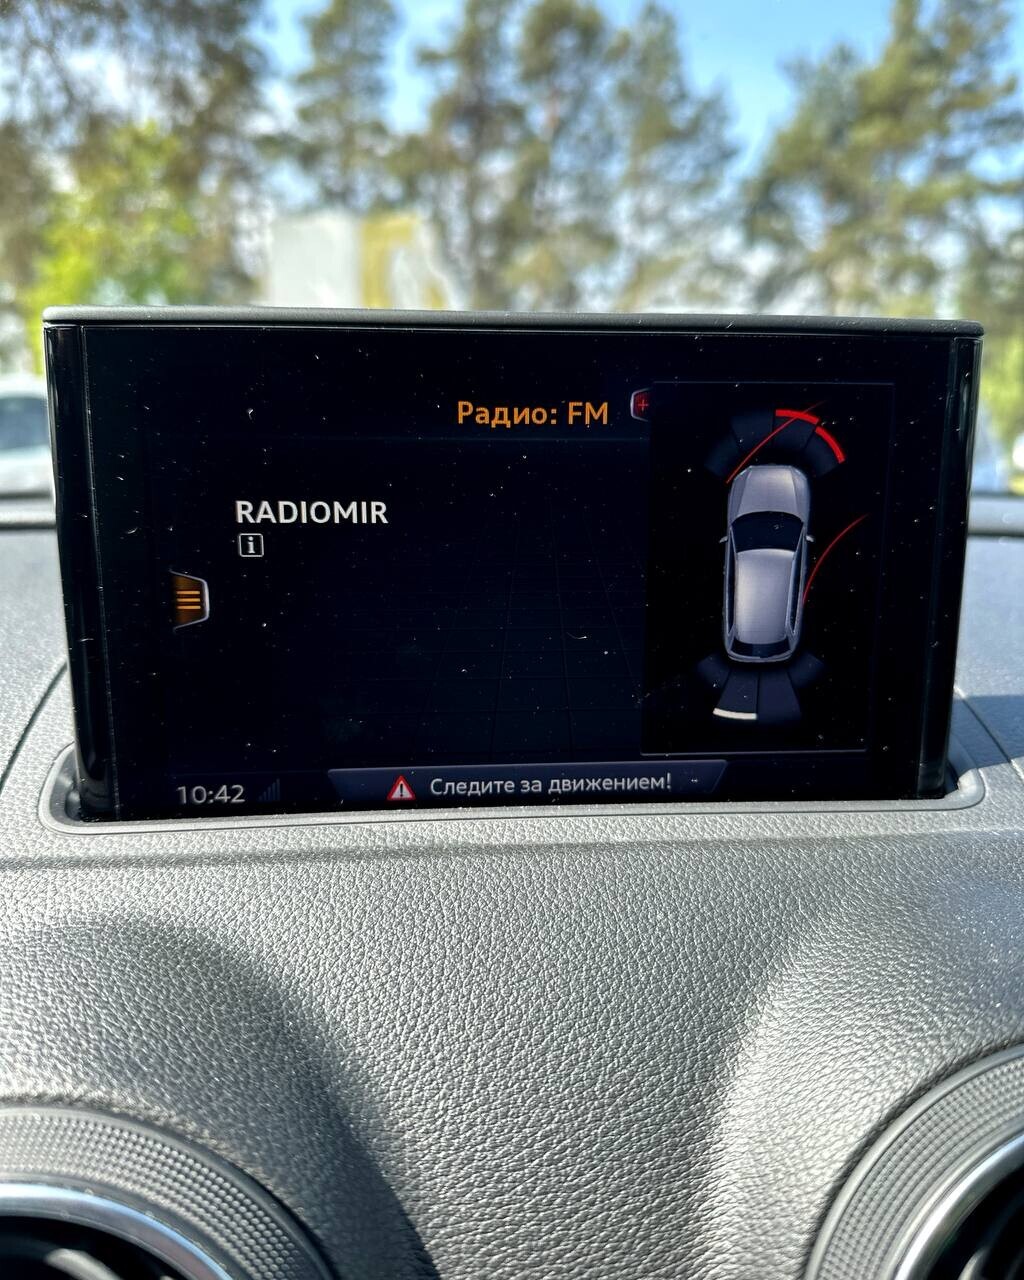 Радио: FM
RADIOMIR
i
10:42
Следите за движением!